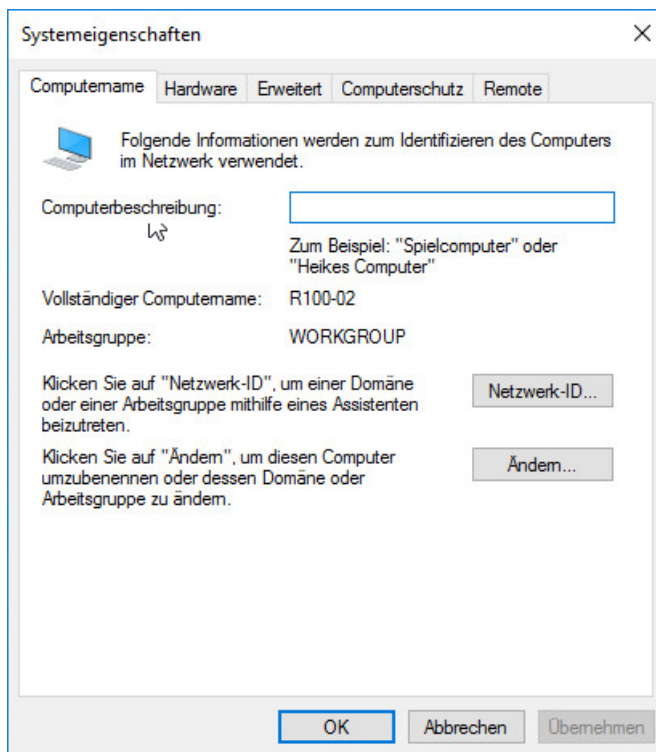 Systemeigenschaften
Computername Hardware Erweitert Computerschutz Remote
Folgende Informationen werden zum Identifizieren des Computers
im Netzwerk verwendet.
Computerbeschreibung:
Zum Beispiel: "Spielcomputer" oder
"Heikes Computer"
Vollständiger Computername: R100-02
Arbeitsgruppe: WORKGROUP
Klicken Sie auf "Netzwerk-ID", um einer Domäne
oder einer Arbeitsgruppe mithilfe eines Assistenten
beizutreten.
Netzwerk-ID...
Klicken Sie auf "Ändern", um diesen Computer
umzubenennen oder dessen Domäne oder
Arbeitsgruppe zu ändern.
Ändern...
OK Abbrechen Übernehmen